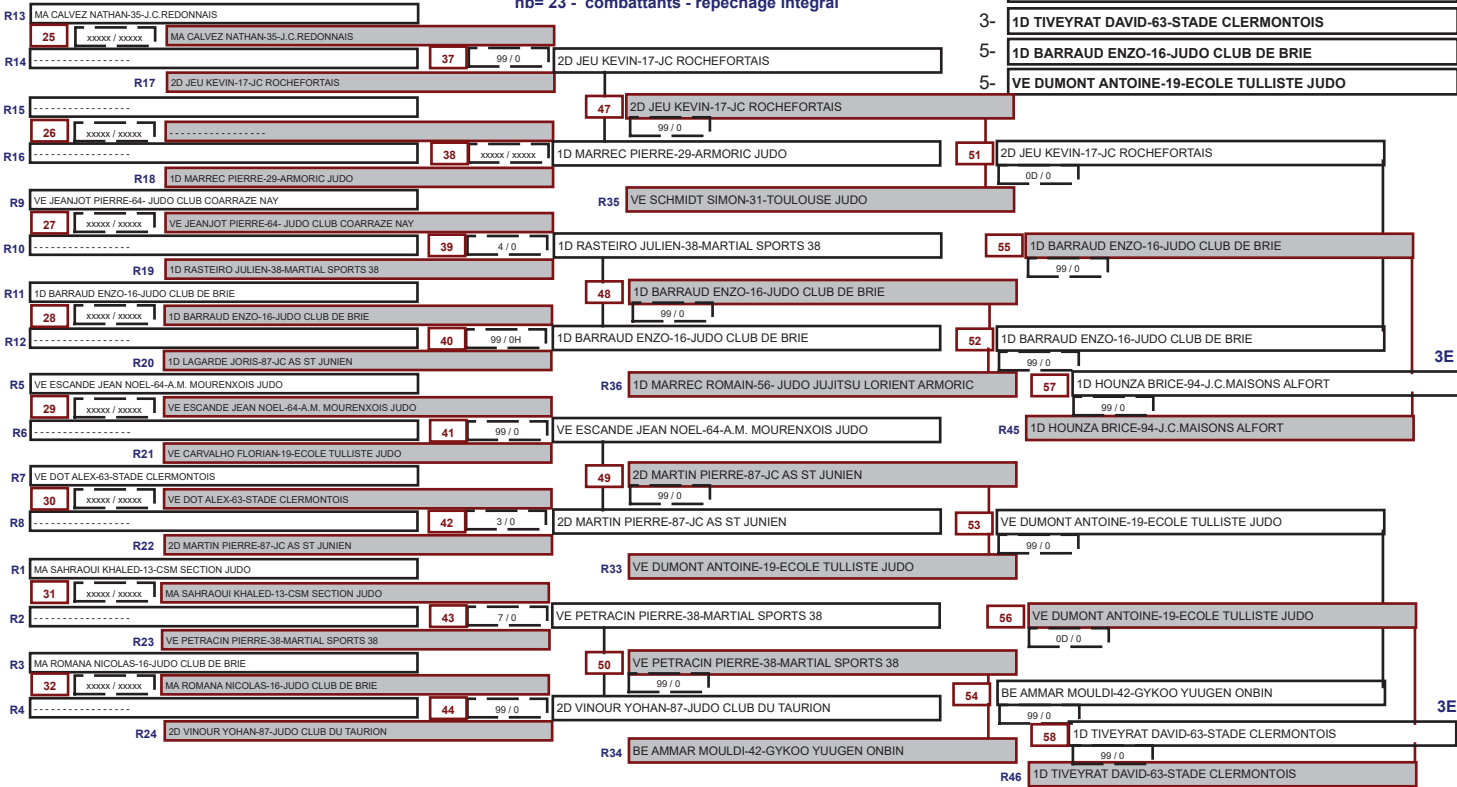 nb= 23 - combattants - repechage integral
3- 1D TIVEYRAT DAVID-63-STADE CLERMONTOIS
5- 1D BARRAUD ENZO-16-JUDO CLUB DE BRIE
5- VE DUMONT ANTOINE-19-ECOLE TULLISTE JUDO
R13 MA CALVEZ NATHAN-35-J.C.REDONNAIS
25 xxxxx / xxxxx MA CALVEZ NATHAN-35-J.C.REDONNAIS
R14 - - - - - - - - - - - - - - - -
37 99 / 0 2D JEU KEVIN-17-JC ROCHEFORTAIS
R17 2D JEU KEVIN-17-JC ROCHEFORTAIS
R15 - - - - - - - - - - - - - - - -
47 2D JEU KEVIN-17-JC ROCHEFORTAIS
99 / 0
26 xxxxx / xxxxx - - - - - - - - - - - - - - - -
R16 - - - - - - - - - - - - - - - -
38 xxxxx / xxxxx 1D MARREC PIERRE-29-ARMORIC JUDO
51 2D JEU KEVIN-17-JC ROCHEFORTAIS
0D / 0
R18 1D MARREC PIERRE-29-ARMORIC JUDO
R9 VE JEANJOT PIERRE-64- JUDO CLUB COARRAZE NAY
R35 VE SCHMIDT SIMON-31-TOULOUSE JUDO
27 xxxxx / xxxxx VE JEANJOT PIERRE-64- JUDO CLUB COARRAZE NAY
R10 - - - - - - - - - - - - - - - -
39 4 / 0 1D RASTEIRO JULIEN-38-MARTIAL SPORTS 38
55 1D BARRAUD ENZO-16-JUDO CLUB DE BRIE
99 / 0
R19 1D RASTEIRO JULIEN-38-MARTIAL SPORTS 38
R11 1D BARRAUD ENZO-16-JUDO CLUB DE BRIE
48 1D BARRAUD ENZO-16-JUDO CLUB DE BRIE
99 / 0
28 xxxxx / xxxxx 1D BARRAUD ENZO-16-JUDO CLUB DE BRIE
R12 - - - - - - - - - - - - - - - -
40 99 / 0H 1D BARRAUD ENZO-16-JUDO CLUB DE BRIE
52 1D BARRAUD ENZO-16-JUDO CLUB DE BRIE
99 / 0
3E
R20 1D LAGARDE JORIS-87-JC AS ST JUNIEN
R5 VE ESCANDE JEAN NOEL-64-A.M. MOURENXOIS JUDO
R36 1D MARREC ROMAIN-56- JUDO JUJITSU LORIENT ARMORIC
57 1D HOUNZA BRICE-94-J.C.MAISONS ALFORT
99 / 0
29 xxxxx / xxxxx VE ESCANDE JEAN NOEL-64-A.M. MOURENXOIS JUDO
R6 - - - - - - - - - - - - - - - -
41 99 / 0 VE ESCANDE JEAN NOEL-64-A.M. MOURENXOIS JUDO
R45 1D HOUNZA BRICE-94-J.C.MAISONS ALFORT
R21 VE CARVALHO FLORIAN-19-ECOLE TULLISTE JUDO
R7 VE DOT ALEX-63-STADE CLERMONTOIS
49 2D MARTIN PIERRE-87-JC AS ST JUNIEN
99 / 0
30 xxxxx / xxxxx VE DOT ALEX-63-STADE CLERMONTOIS
R8 - - - - - - - - - - - - - - - -
42 3 / 0 2D MARTIN PIERRE-87-JC AS ST JUNIEN
53 VE DUMONT ANTOINE-19-ECOLE TULLISTE JUDO
99 / 0
R22 2D MARTIN PIERRE-87-JC AS ST JUNIEN
R1 MA SAHRAOUI KHALED-13-CSM SECTION JUDO
R33 VE DUMONT ANTOINE-19-ECOLE TULLISTE JUDO
31 xxxxx / xxxxx MA SAHRAOUI KHALED-13-CSM SECTION JUDO
R2 - - - - - - - - - - - - - - - -
43 7 / 0 VE PETRACIN PIERRE-38-MARTIAL SPORTS 38
56 VE DUMONT ANTOINE-19-ECOLE TULLISTE JUDO
0D / 0
R23 VE PETRACIN PIERRE-38-MARTIAL SPORTS 38
R3 MA ROMANA NICOLAS-16-JUDO CLUB DE BRIE
50 VE PETRACIN PIERRE-38-MARTIAL SPORTS 38
99 / 0
32 xxxxx / xxxxx MA ROMANA NICOLAS-16-JUDO CLUB DE BRIE
54 BE AMMAR MOULDI-42-GYKOO YUUGEN ONBIN
99 / 0
R4 - - - - - - - - - - - - - - - -
44 99 / 0 2D VINOUR YOHAN-87-JUDO CLUB DU TAURION
3E
R24 2D VINOUR YOHAN-87-JUDO CLUB DU TAURION
58 1D TIVEYRAT DAVID-63-STADE CLERMONTOIS
99 / 0
R34 BE AMMAR MOULDI-42-GYKOO YUUGEN ONBIN
R46 1D TIVEYRAT DAVID-63-STADE CLERMONTOIS